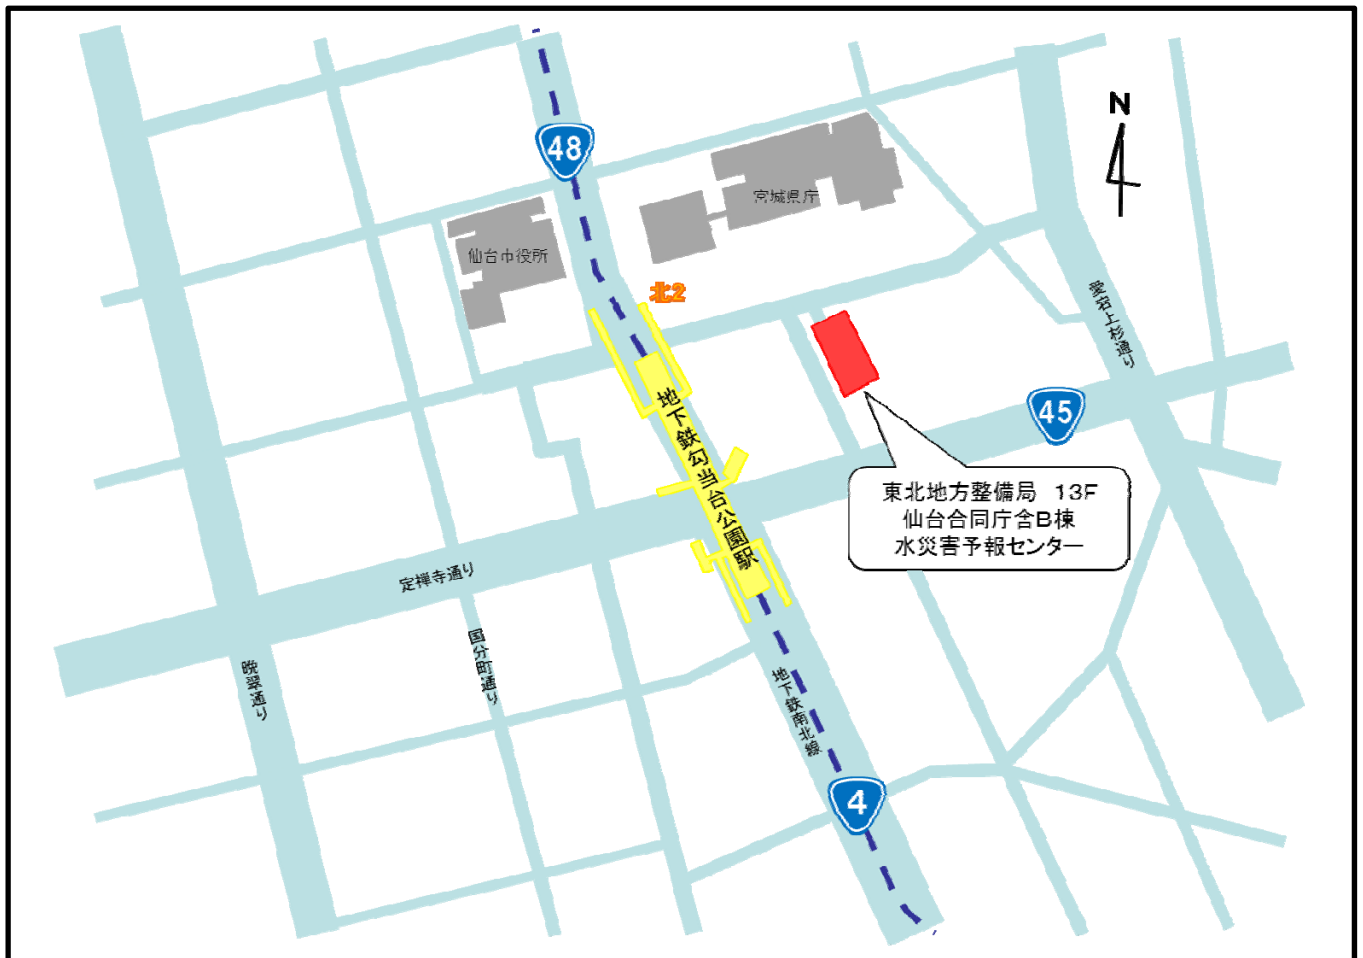 N
48
宮城県庁
仙台市役所
北2
愛宕上杉通り
地下鉄勾当台公園駅
45
東北地方整備局 13F
仙台合同庁舎B棟
水災害予報センター
定禅寺通り
国分町通り
晩翠通り
地下鉄南北線
4